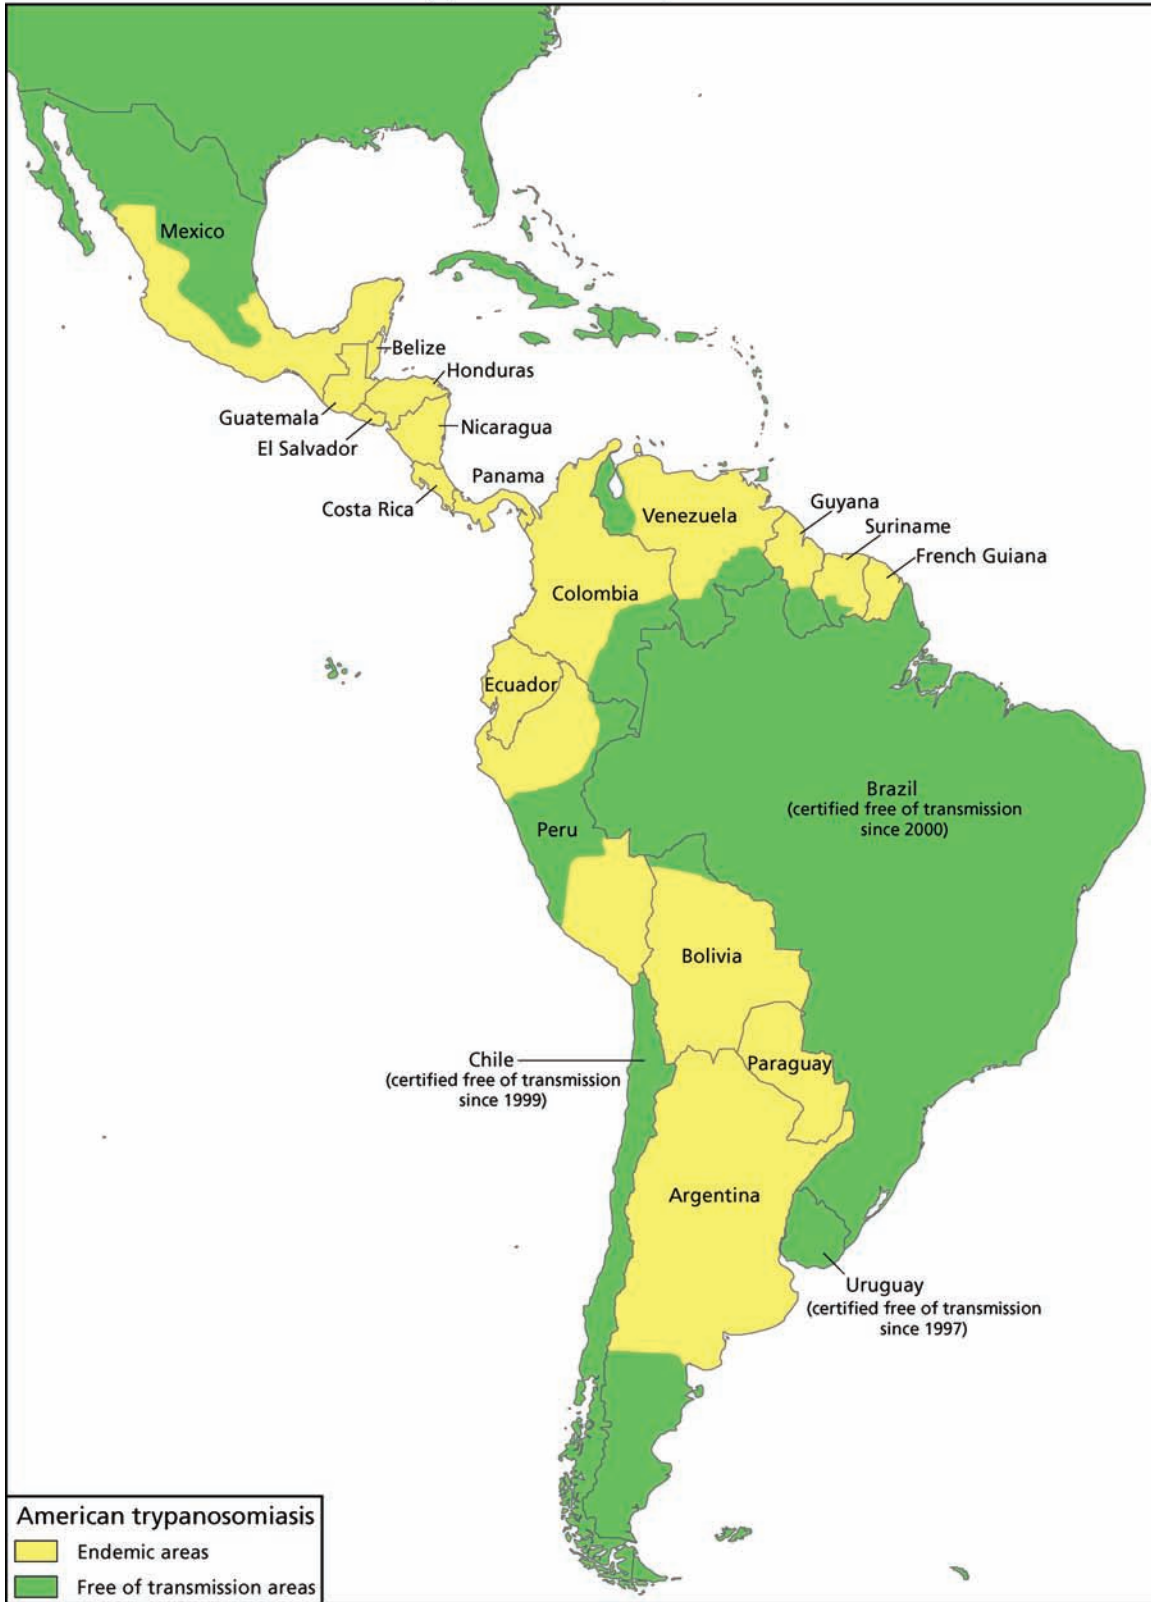 Mexico
Belize
Honduras
Guatemala
Nicaragua
El Salvador
Panama
Costa Rica
Guyana
Venezuela
Suriname
French Guiana
Colombia
Ecuador
Brazil
(certified free of transmission
since 2000)
Peru
Bolivia
Chile
(certified free of transmission
since 1999)
Paraguay
Argentina
Uruguay
(certified free of transmission
since 1997)
American trypanosomiasis
Endemic areas
Free of transmission areas